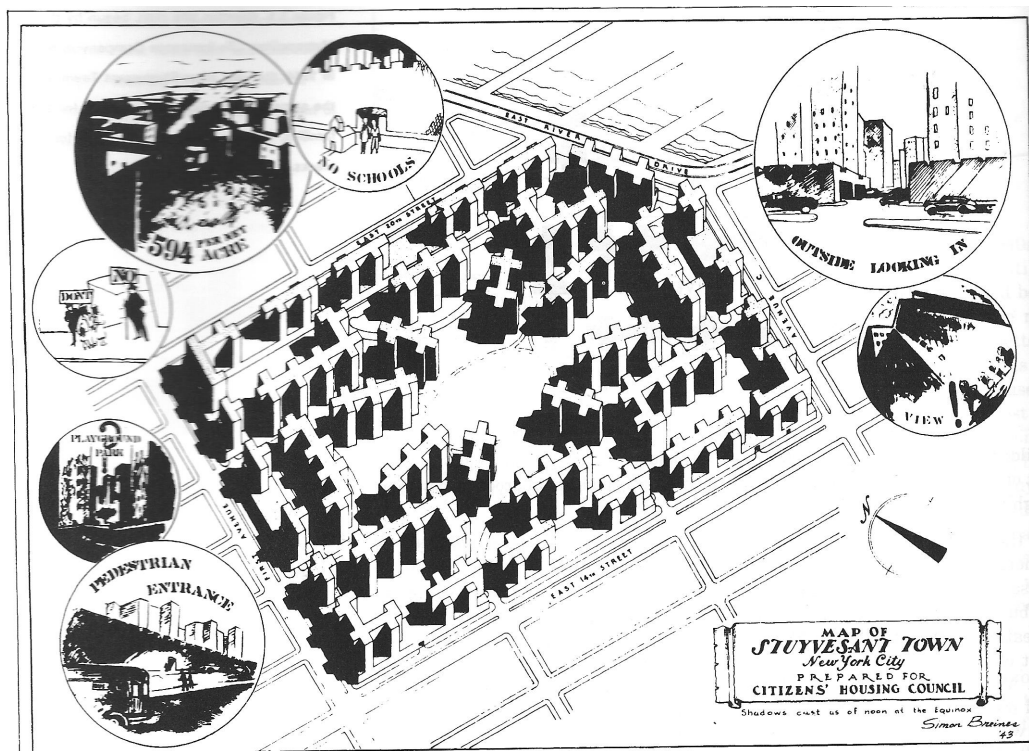 594 PER NET
ACRE
NO SCHOOLS
OUTSIDE LOOKING IN
DONT
NO
VIEW
PLAYGROUND
?
PARK
PEDESTRIAN
ENTRANCE
EAST RIVER DRIVE
EAST 20TH STREET
FIRST AVENUE
EAST 14TH STREET
N
MAP OF
STUYVESANT TOWN
New York City
PREPARED FOR
CITIZENS' HOUSING COUNCIL
Shadows cast as of noon at the Equinox
Simon Breines
'43